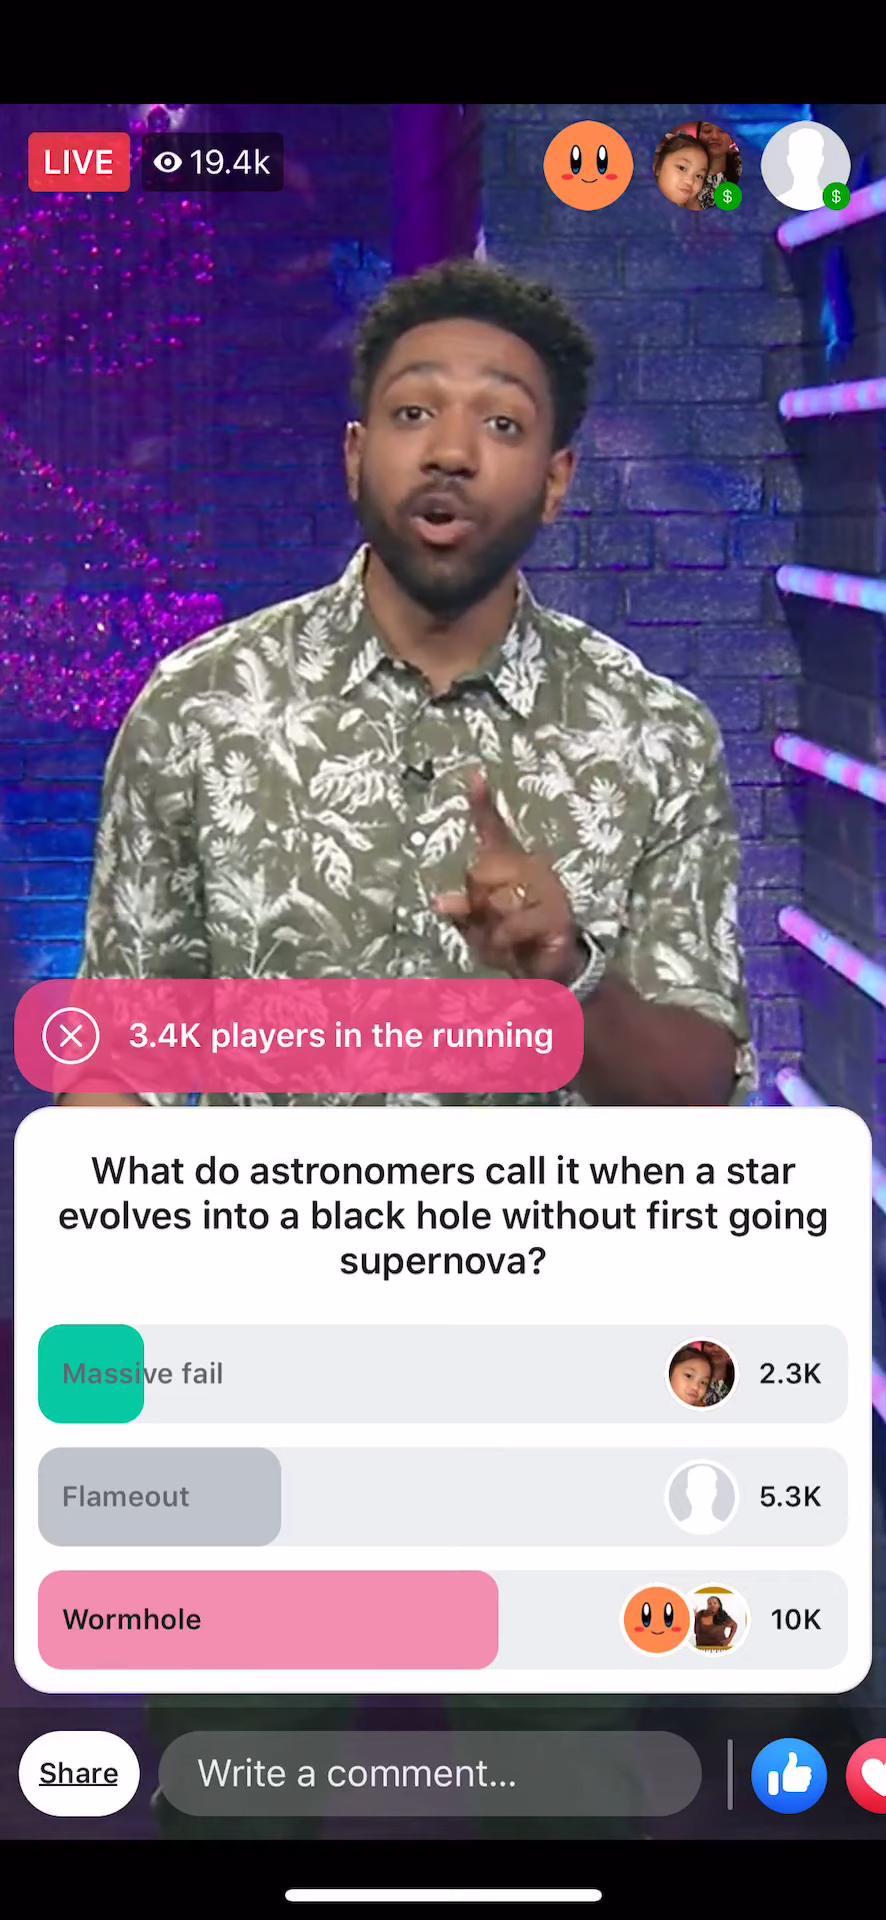 LIVE 19.4k
$ $
3.4K players in the running
What do astronomers call it when a star
evolves into a black hole without first going
supernova?
Massive fail 2.3K
Flameout 5.3K
Wormhole 10K
Share Write a comment...